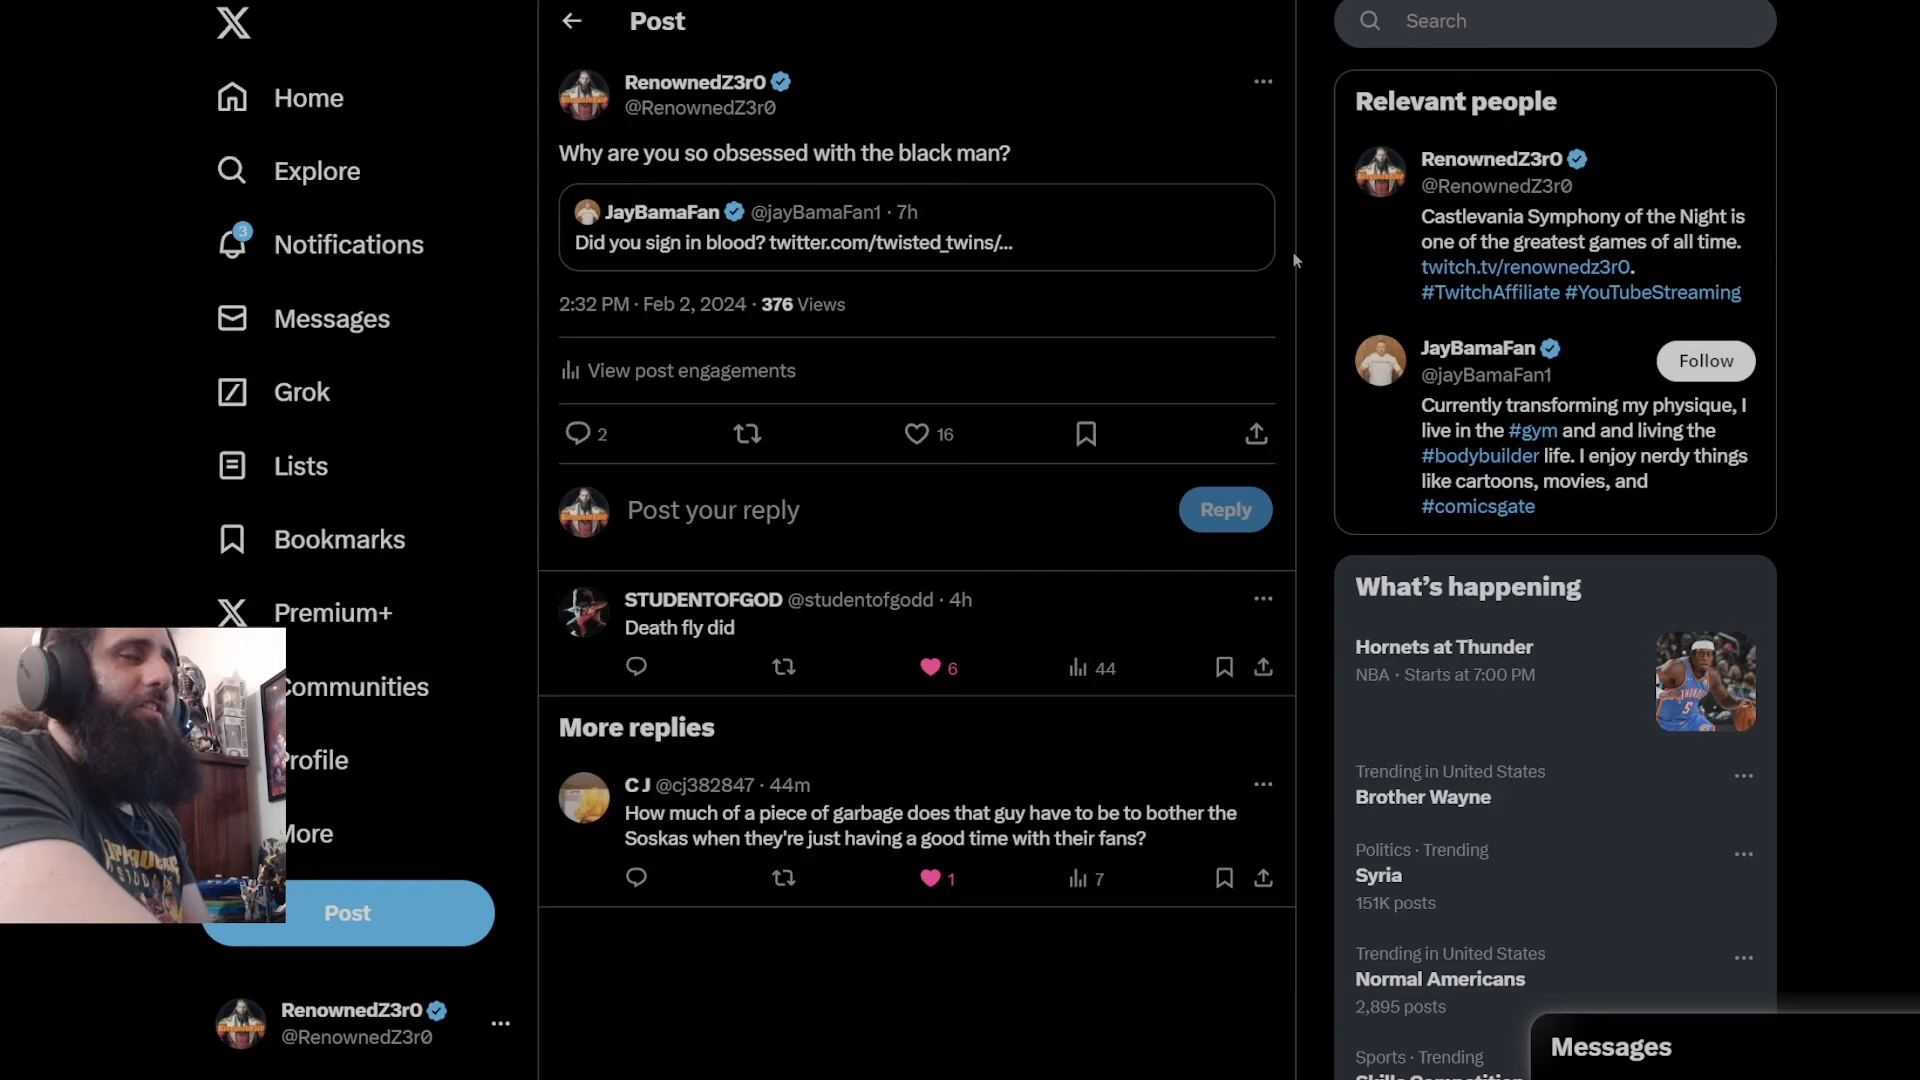 Home
Explore
3
Notifications
Messages
Grok
Lists
Bookmarks
Premium+
Communities
Profile
More
Post
RenownedZ3r0
@RenownedZ3r0
Post
RenownedZ3r0
@RenownedZ3r0
Why are you so obsessed with the black man?
JayBamaFan @jayBamaFan1 · 7h
Did you sign in blood? twitter.com/twisted_twins/...
2:32 PM · Feb 2, 2024 · 376 Views
View post engagements
2
16
Post your reply
Reply
STUDENTOFGOD @studentofgodd · 4h
Death fly did
6
44
More replies
C J @cj382847 · 44m
How much of a piece of garbage does that guy have to be to bother the
Soskas when they're just having a good time with their fans?
1
7
Search
Relevant people
RenownedZ3r0
@RenownedZ3r0
Castlevania Symphony of the Night is
one of the greatest games of all time.
twitch.tv/renownedz3r0.
#TwitchAffiliate #YouTubeStreaming
JayBamaFan
@jayBamaFan1
Follow
Currently transforming my physique, I
live in the #gym and and living the
#bodybuilder life. I enjoy nerdy things
like cartoons, movies, and
#comicsgate
What's happening
Hornets at Thunder
NBA · Starts at 7:00 PM
Trending in United States
Brother Wayne
Politics · Trending
Syria
151K posts
Trending in United States
Normal Americans
2,895 posts
Sports · Trending
Messages